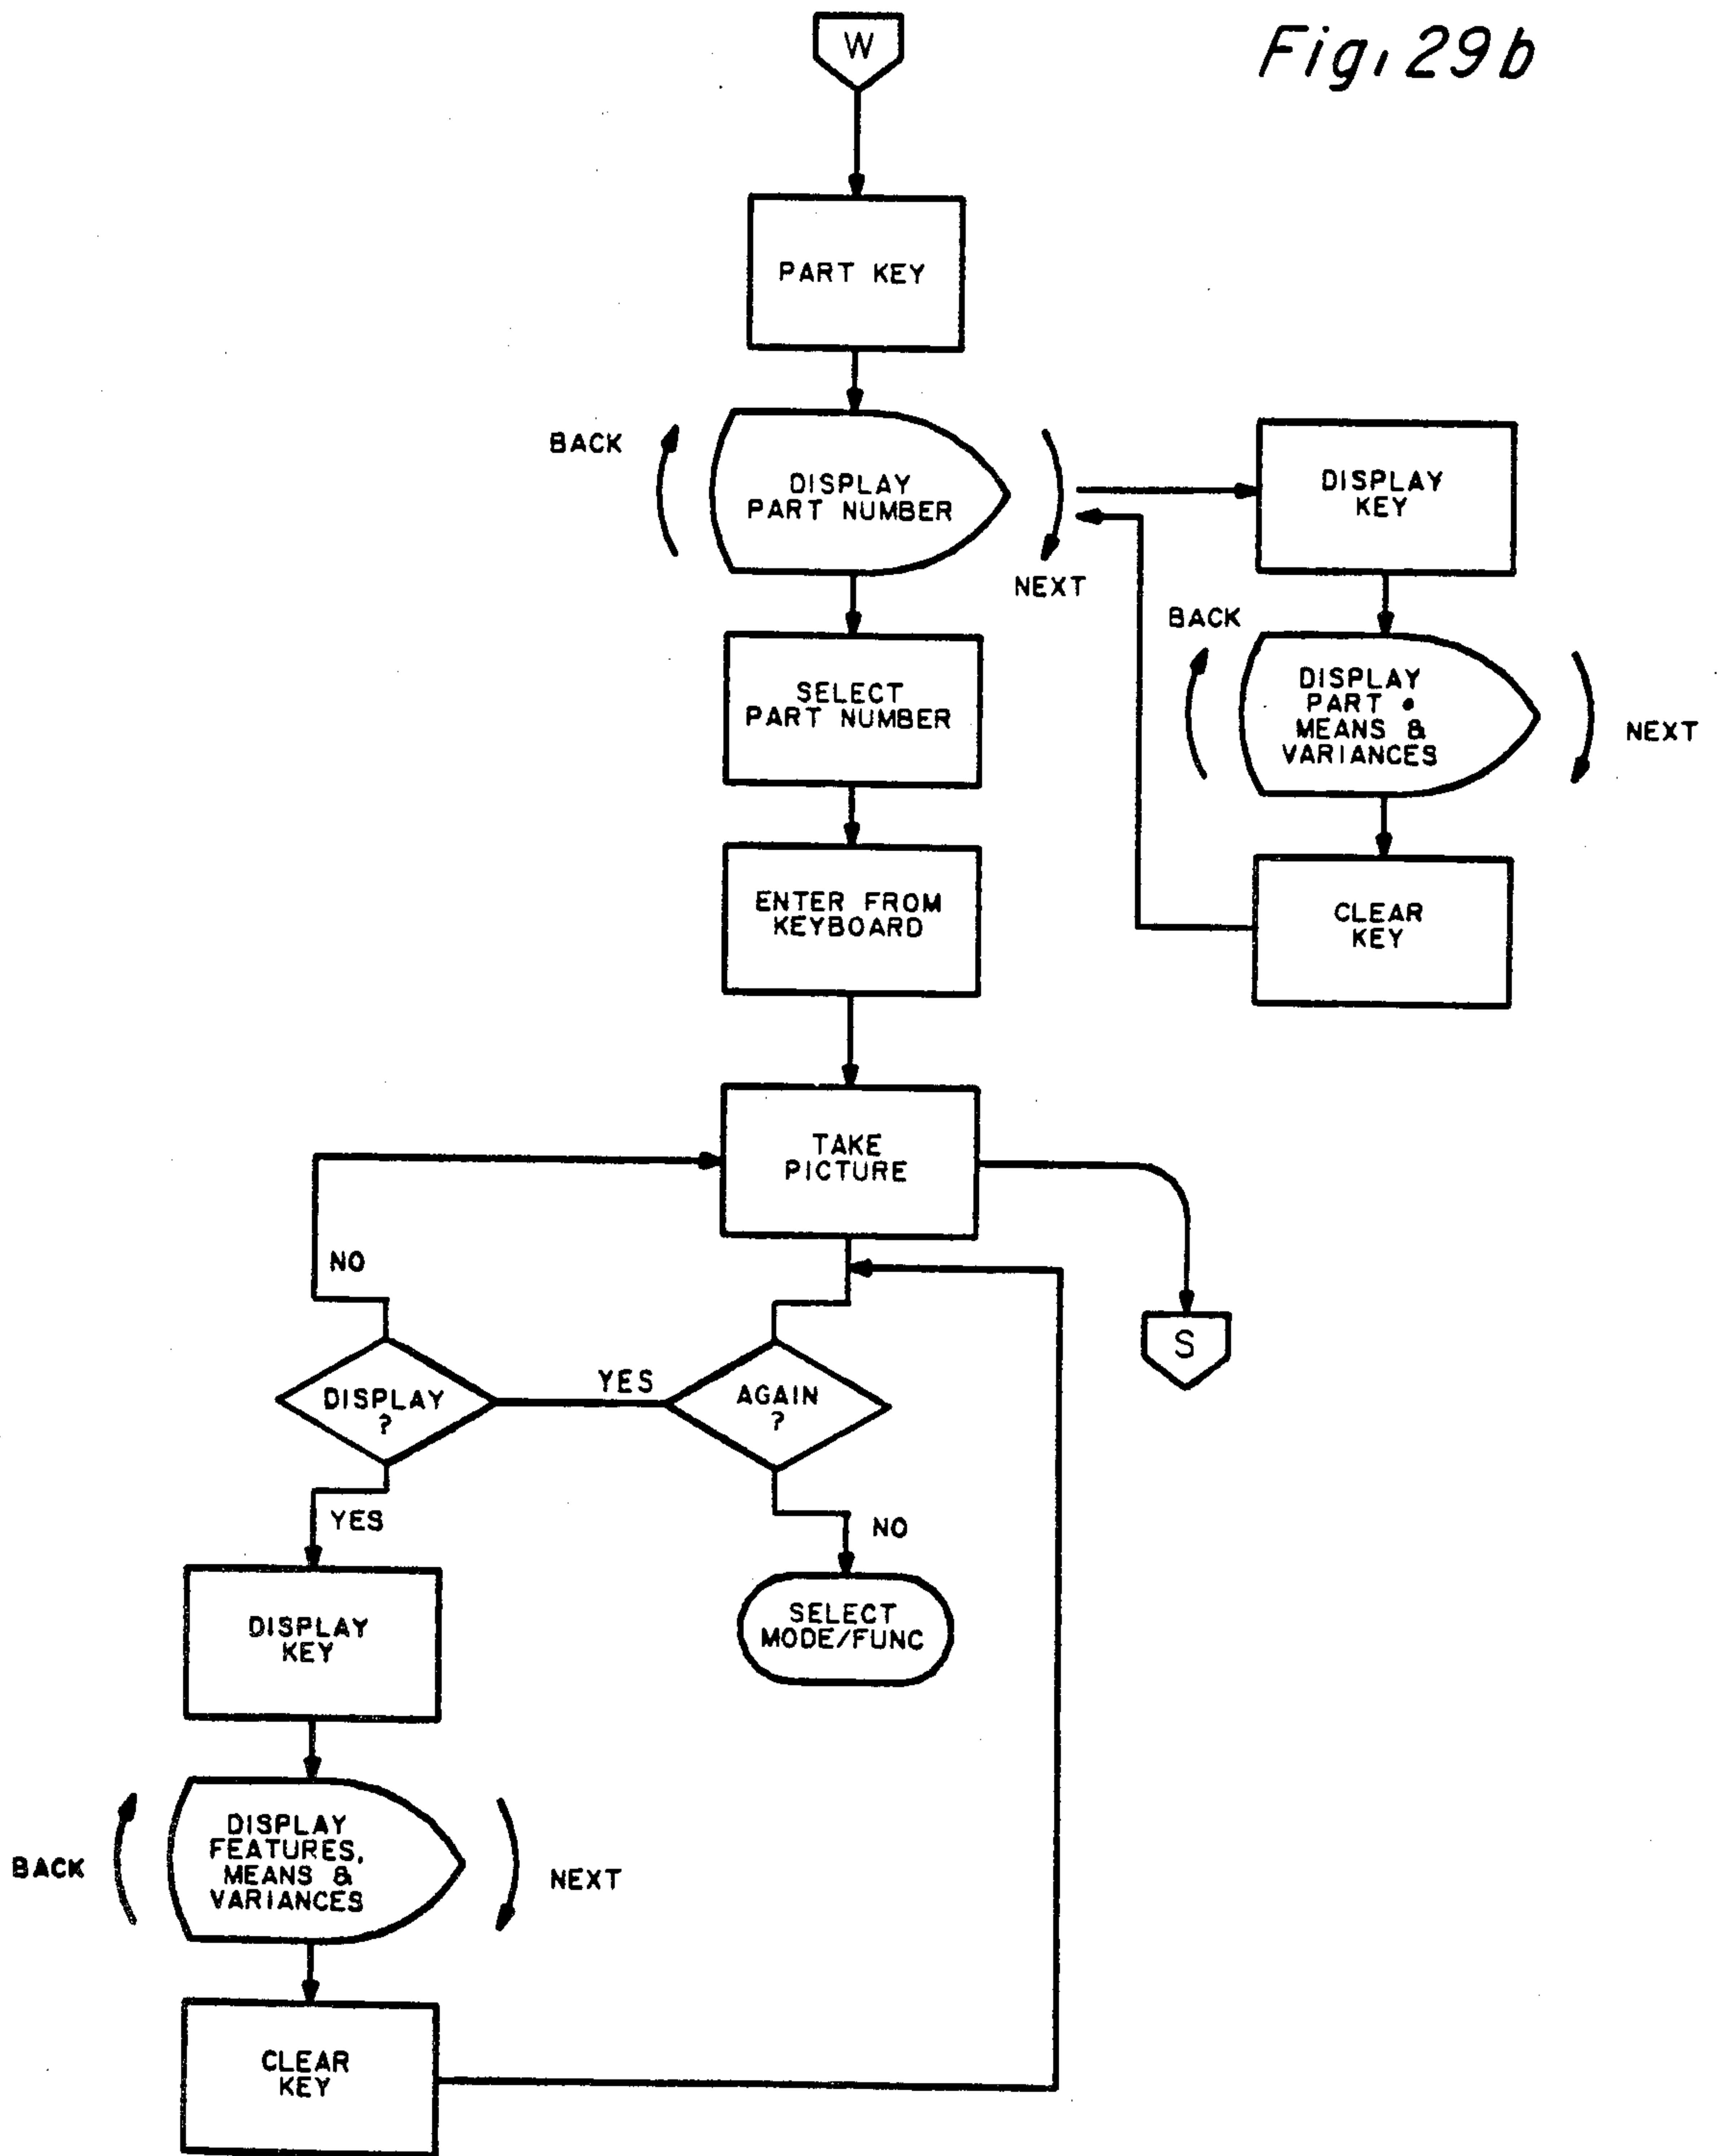 Fig. 29b
W
PART KEY
BACK
DISPLAY
PART NUMBER
NEXT
DISPLAY
KEY
BACK
DISPLAY
PART •
MEANS &
VARIANCES
NEXT
CLEAR
KEY
SELECT
PART NUMBER
ENTER FROM
KEYBOARD
TAKE
PICTURE
S
NO
DISPLAY
?
YES
AGAIN
?
YES
NO
SELECT
MODE/FUNC
DISPLAY
KEY
BACK
DISPLAY
FEATURES,
MEANS &
VARIANCES
NEXT
CLEAR
KEY